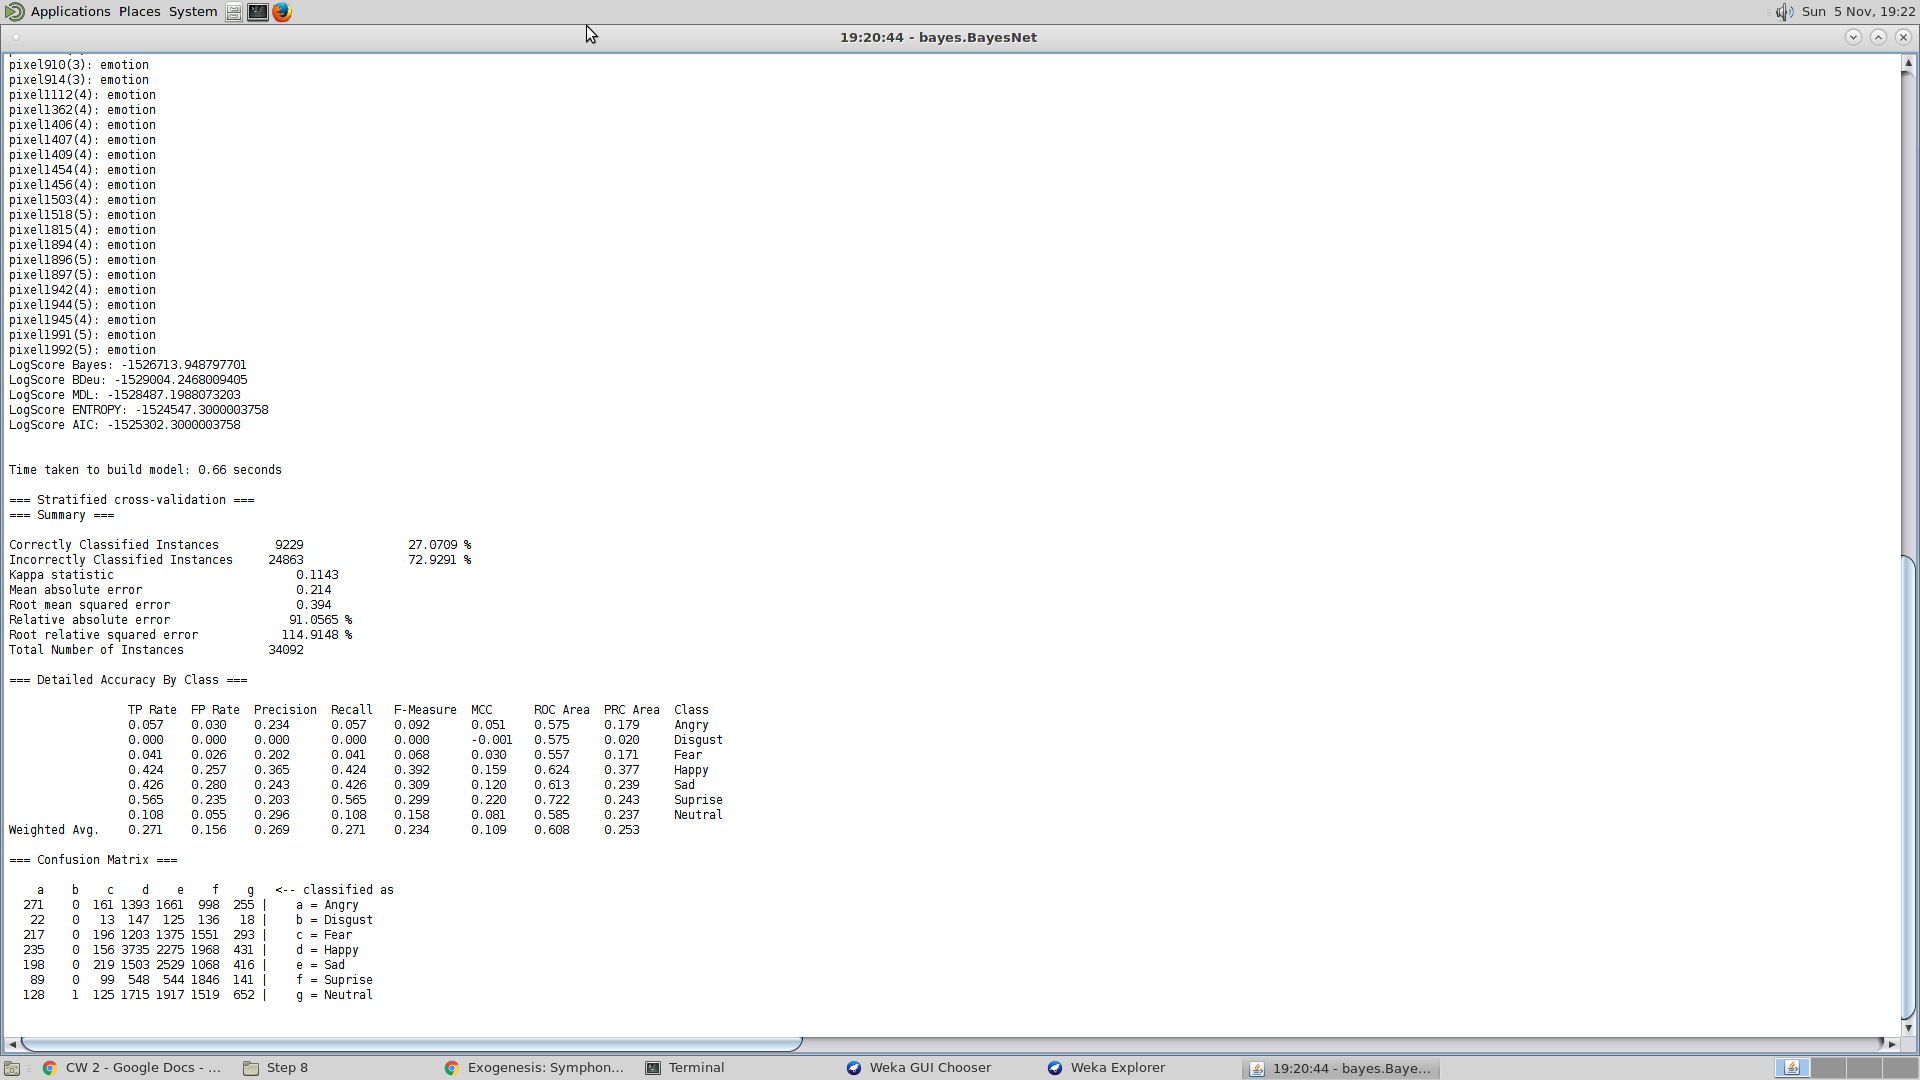 Applications Places System Sun 5 Nov, 19:22
19:20:44 - bayes.BayesNet
pixel910(3): emotion
pixel914(3): emotion
pixel1112(4): emotion
pixel1362(4): emotion
pixel1406(4): emotion
pixel1407(4): emotion
pixel1409(4): emotion
pixel1454(4): emotion
pixel1456(4): emotion
pixel1503(4): emotion
pixel1518(5): emotion
pixel1815(4): emotion
pixel1894(4): emotion
pixel1896(5): emotion
pixel1897(5): emotion
pixel1942(4): emotion
pixel1944(5): emotion
pixel1945(4): emotion
pixel1991(5): emotion
pixel1992(5): emotion
LogScore Bayes: -1526713.948797701
LogScore BDeu: -1529004.2468009405
LogScore MDL: -1528487.1988073203
LogScore ENTROPY: -1524547.3000003758
LogScore AIC: -1525302.3000003758
Time taken to build model: 0.66 seconds
=== Stratified cross-validation ===
=== Summary ===
Correctly Classified Instances 9229 27.0709 %
Incorrectly Classified Instances 24863 72.9291 %
Kappa statistic 0.1143
Mean absolute error 0.214
Root mean squared error 0.394
Relative absolute error 91.0565 %
Root relative squared error 114.9148 %
Total Number of Instances 34092
=== Detailed Accuracy By Class ===
TP Rate FP Rate Precision Recall F-Measure MCC ROC Area PRC Area Class
0.057 0.030 0.234 0.057 0.092 0.051 0.575 0.179 Angry
0.000 0.000 0.000 0.000 0.000 -0.001 0.575 0.020 Disgust
0.041 0.026 0.202 0.041 0.068 0.030 0.557 0.171 Fear
0.424 0.257 0.365 0.424 0.392 0.159 0.624 0.377 Happy
0.426 0.280 0.243 0.426 0.309 0.120 0.613 0.239 Sad
0.565 0.235 0.203 0.565 0.299 0.220 0.722 0.243 Suprise
0.108 0.055 0.296 0.108 0.158 0.081 0.585 0.237 Neutral
Weighted Avg. 0.271 0.156 0.269 0.271 0.234 0.109 0.608 0.253
=== Confusion Matrix ===
a b c d e f g <-- classified as
271 0 161 1393 1661 998 255 | a = Angry
22 0 13 147 125 136 18 | b = Disgust
217 0 196 1203 1375 1551 293 | c = Fear
235 0 156 3735 2275 1968 431 | d = Happy
198 0 219 1503 2529 1068 416 | e = Sad
89 0 99 548 544 1846 141 | f = Suprise
128 1 125 1715 1917 1519 652 | g = Neutral
CW 2 - Google Docs - ... Step 8 Exogenesis: Symphon... Terminal Weka GUI Chooser Weka Explorer 19:20:44 - bayes.Baye...